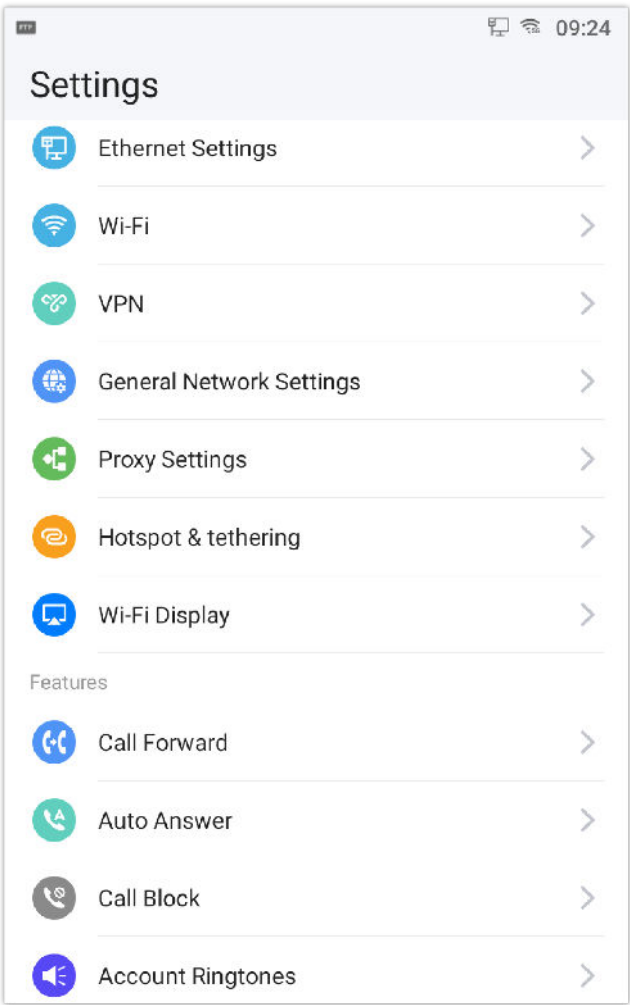 FTP
09:24
Settings
Ethernet Settings
Wi-Fi
VPN
General Network Settings
Proxy Settings
Hotspot & tethering
Wi-Fi Display
Features
Call Forward
Auto Answer
Call Block
Account Ringtones